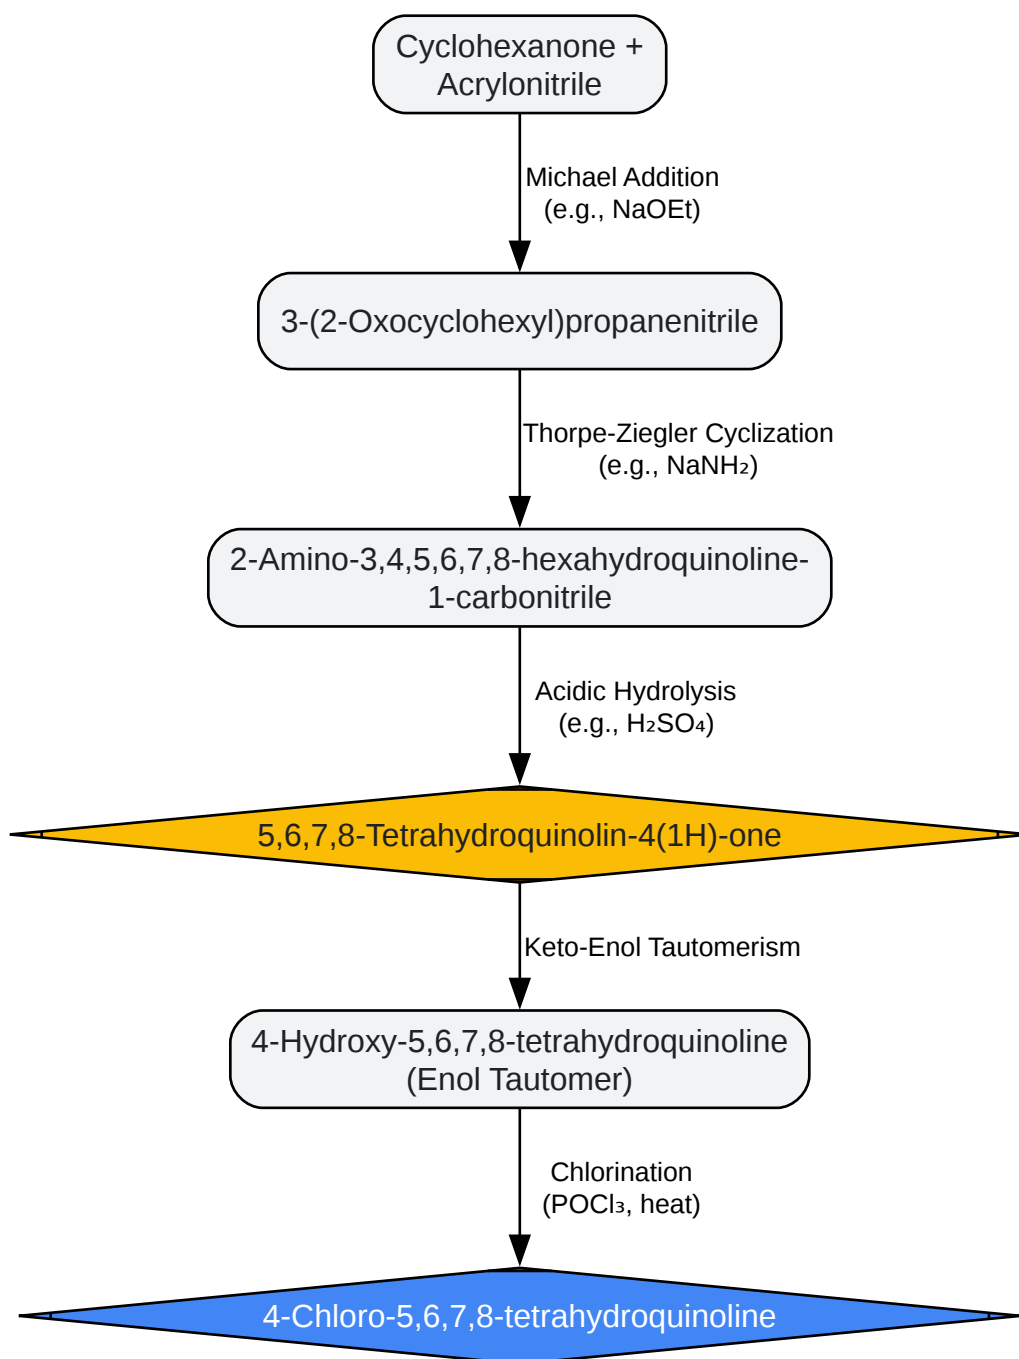 Cyclohexanone +
Acrylonitrile
Michael Addition
(e.g., NaOEt)
3-(2-Oxocyclohexyl)propanenitrile
Thorpe-Ziegler Cyclization
(e.g., NaNH₂)
2-Amino-3,4,5,6,7,8-hexahydroquinoline-
1-carbonitrile
Acidic Hydrolysis
(e.g., H₂SO₄)
5,6,7,8-Tetrahydroquinolin-4(1H)-one
Keto-Enol Tautomerism
4-Hydroxy-5,6,7,8-tetrahydroquinoline
(Enol Tautomer)
Chlorination
(POCl₃, heat)
4-Chloro-5,6,7,8-tetrahydroquinoline